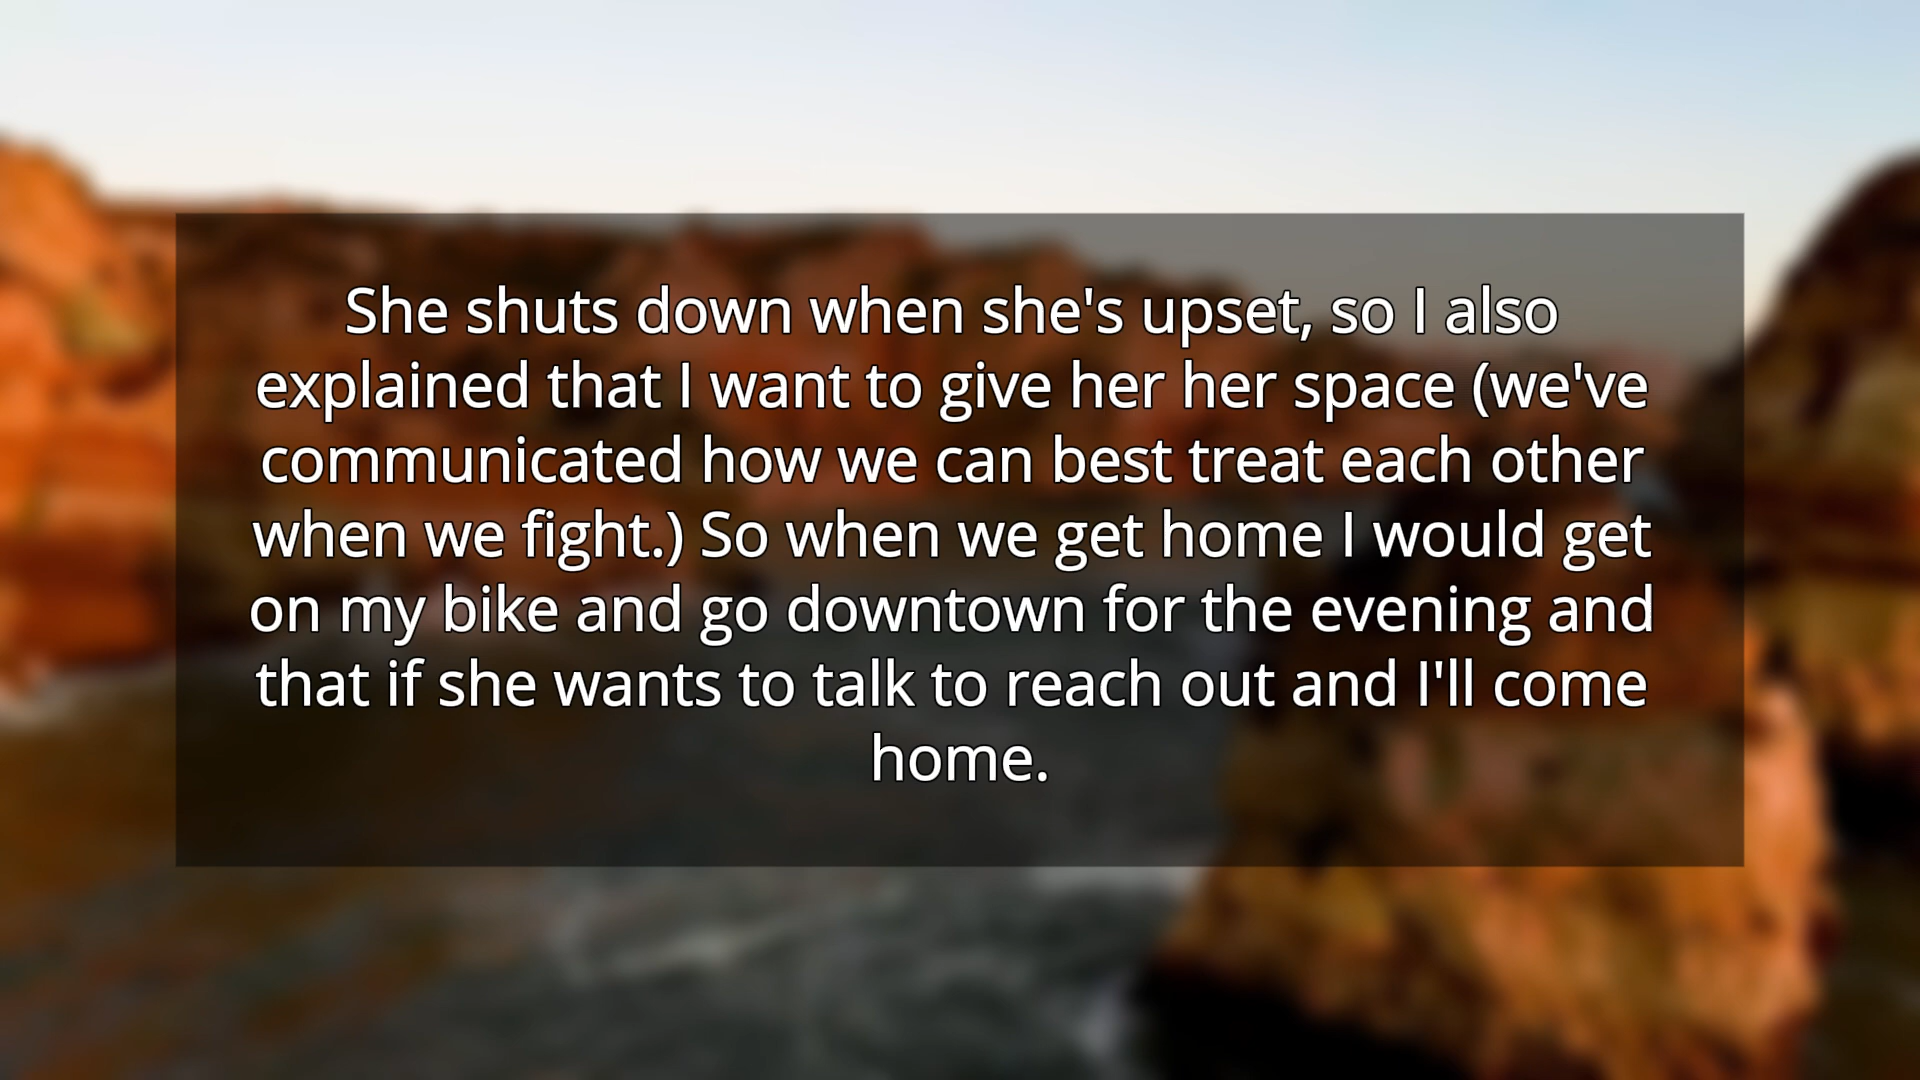 She shuts down when she's upset, so I also
explained that I want to give her her space (we've
communicated how we can best treat each other
when we fight.) So when we get home I would get
on my bike and go downtown for the evening and
that if she wants to talk to reach out and I'll come
home.